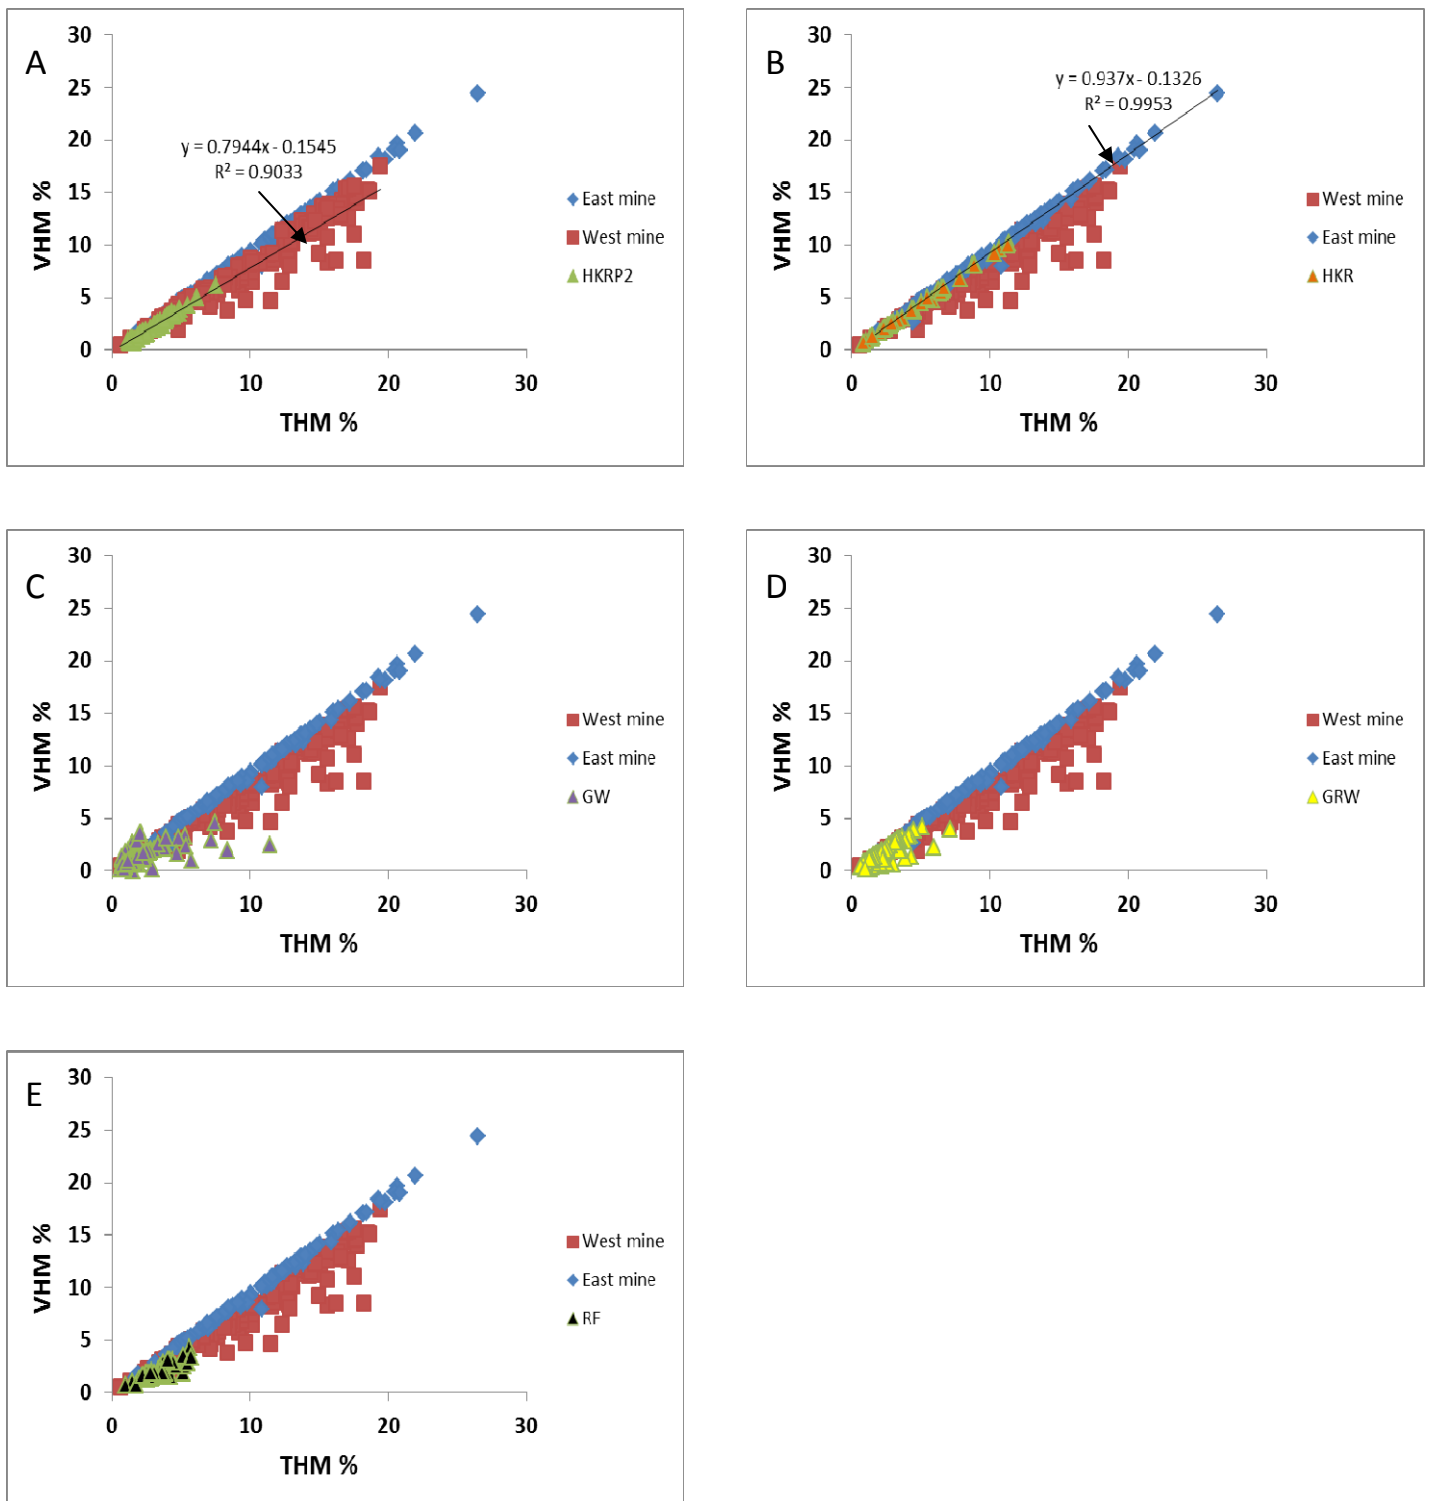 A
30
25
20
15
10
5
0
0 10 20 30
VHM %
THM %
y = 0.7944x - 0.1545
R² = 0.9033
East mine
West mine
HKRP2
B
30
25
20
15
10
5
0
0 10 20 30
VHM %
THM %
y = 0.937x - 0.1326
R² = 0.9953
West mine
East mine
HKR
C
30
25
20
15
10
5
0
0 10 20 30
VHM %
THM %
West mine
East mine
GW
D
30
25
20
15
10
5
0
0 10 20 30
VHM %
THM %
West mine
East mine
GRW
E
30
25
20
15
10
5
0
0 10 20 30
VHM %
THM %
West mine
East mine
RF